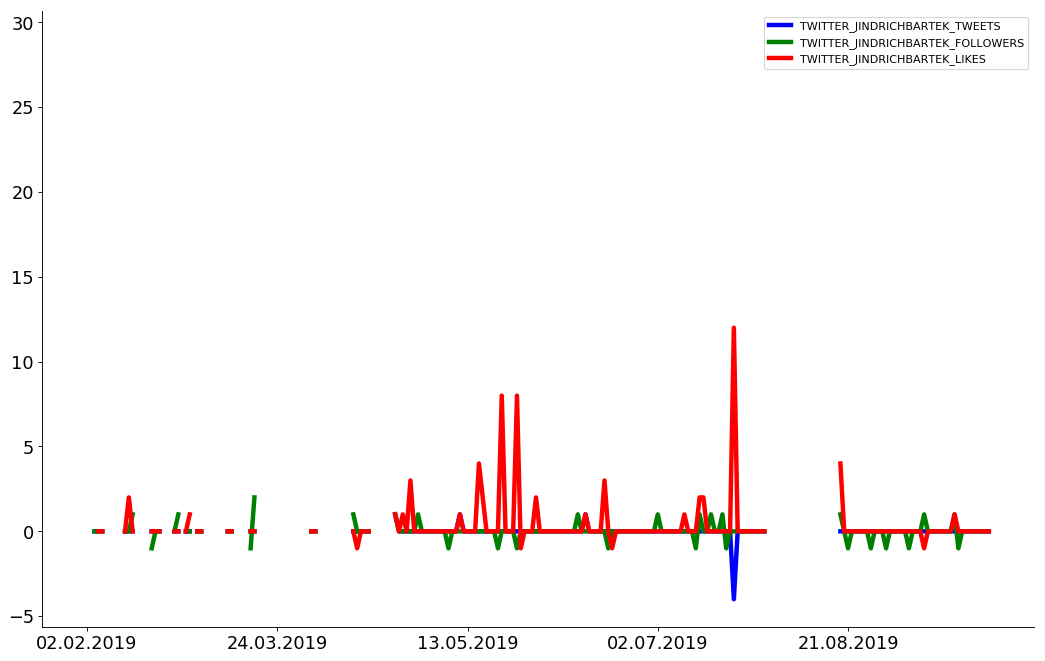 30
25
20
15
10
5
0
−5
02.02.2019 24.03.2019 13.05.2019 02.07.2019 21.08.2019
TWITTER_JINDRICHBARTEK_TWEETS
TWITTER_JINDRICHBARTEK_FOLLOWERS
TWITTER_JINDRICHBARTEK_LIKES